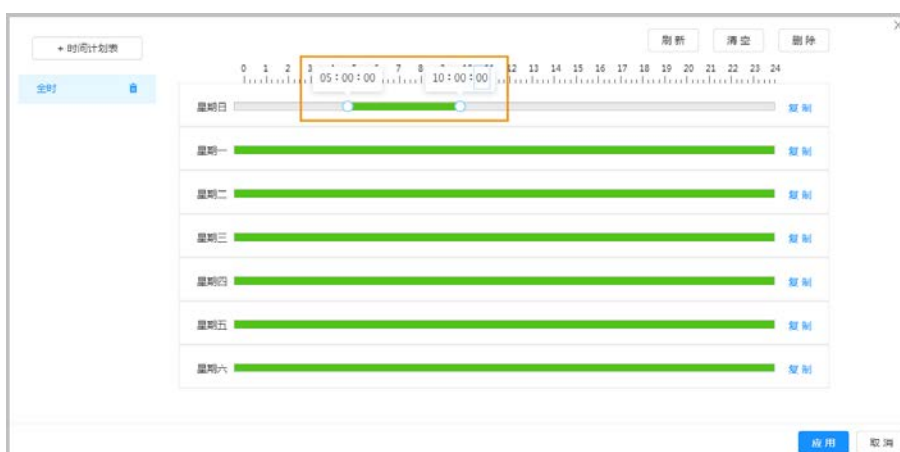 + 时间计划表
刷新 清空 删除
0 1 2 3 7 8 12 13 14 15 16 17 18 19 20 21 22 23 24
05:00:00 10:00:00
全时
星期日 复制
星期一 复制
星期二 复制
星期三 复制
星期四 复制
星期五 复制
星期六 复制
应用 取消